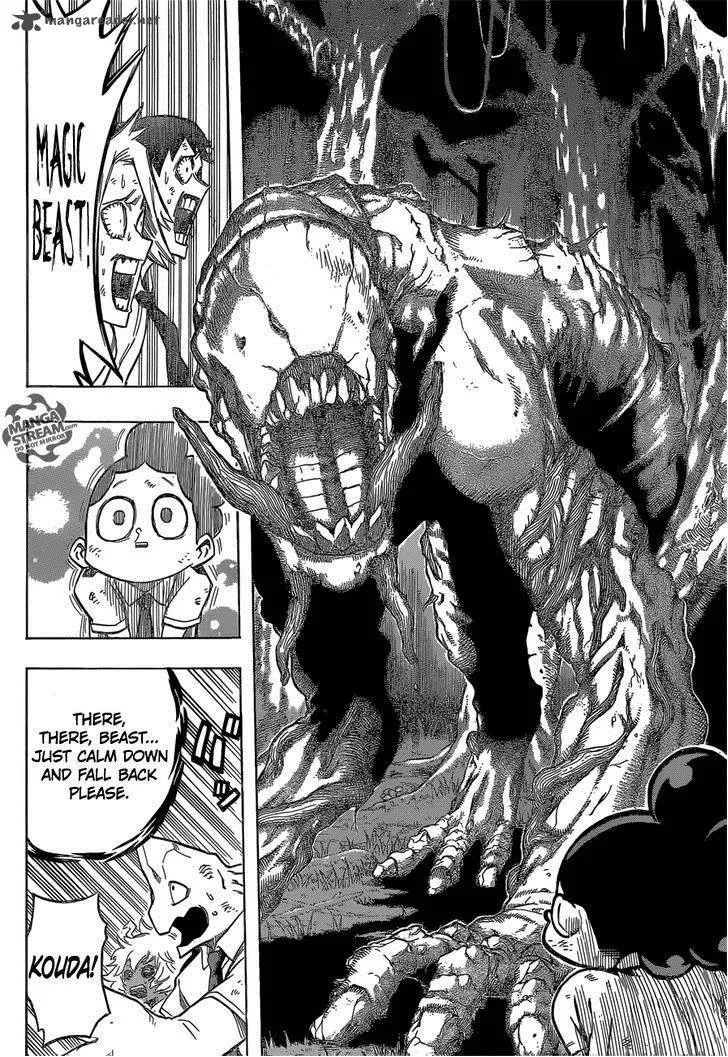 mangareader.net
MAGIC
BEAST!
MANGA
STREAM.com
DO NOT MIRROR
THERE,
THERE, BEAST...
JUST CALM DOWN
AND FALL BACK
PLEASE.
KOUDA!